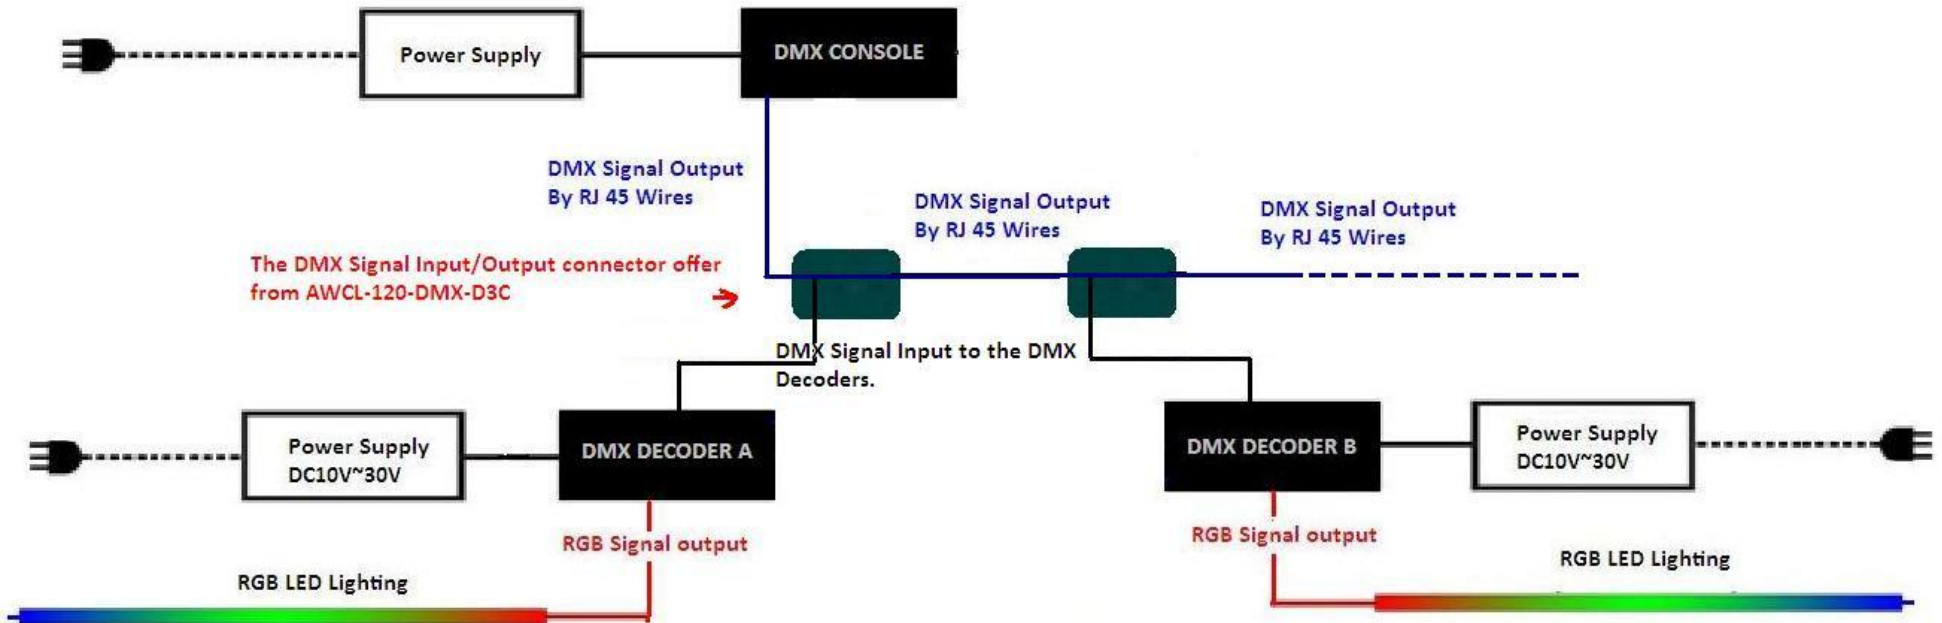 Power Supply
DMX CONSOLE
DMX Signal Output
By RJ 45 Wires
DMX Signal Output
By RJ 45 Wires
DMX Signal Output
By RJ 45 Wires
The DMX Signal Input/Output connector offer
from AWCL-120-DMX-D3C
DMX Signal Input to the DMX
Decoders.
Power Supply
DC10V~30V
DMX DECODER A
DMX DECODER B
Power Supply
DC10V~30V
RGB Signal output
RGB Signal output
RGB LED Lighting
RGB LED Lighting